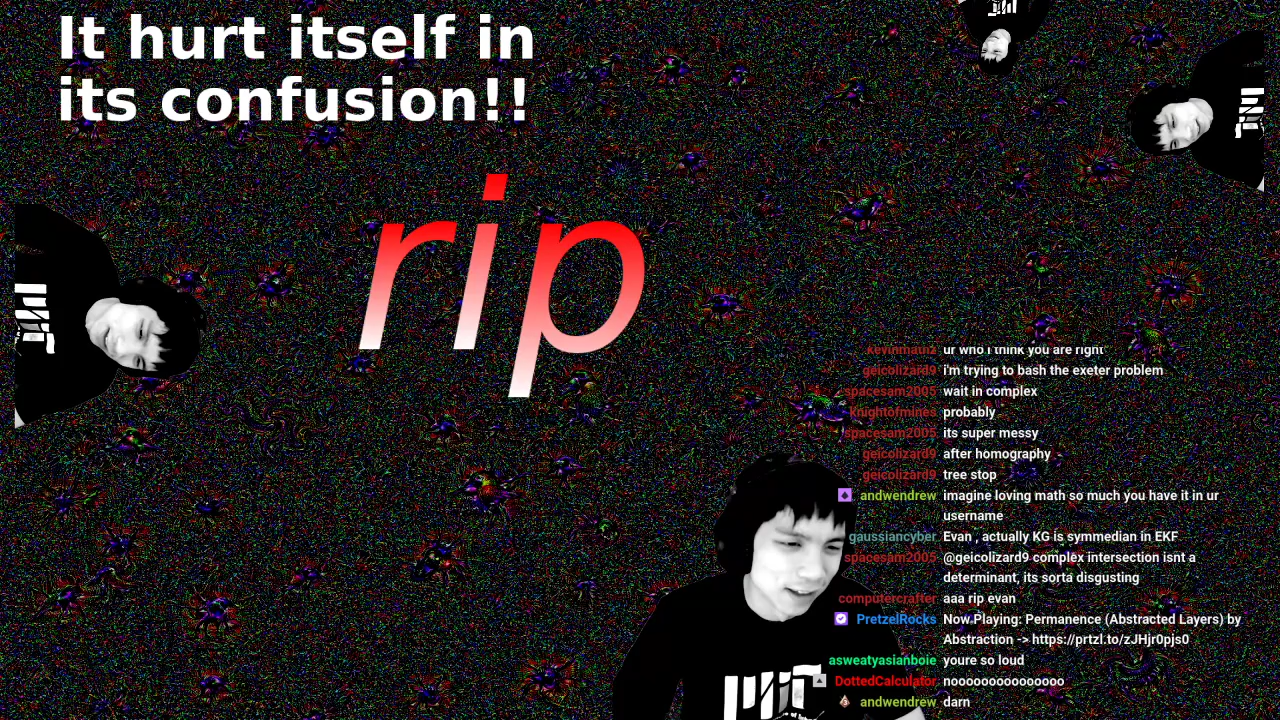 It hurt itself in
its confusion!!
rip
kevinmath2 ur who i think you are right
geicolizard9 i'm trying to bash the exeter problem
spacesam2005 wait in complex
knightofmines probably
spacesam2005 its super messy
geicolizard9 after homography
geicolizard9 tree stop
andwendrew imagine loving math so much you have it in ur
username
gaussiancyber Evan , actually KG is symmedian in EKF
spacesam2005 @geicolizard9 complex intersection isnt a
determinant, its sorta disgusting
computercrafter aaa rip evan
PretzelRocks Now Playing: Permanence (Abstracted Layers) by
Abstraction -> https://prtzl.to/zJHjr0pjs0
asweatyasianboie youre so loud
DottedCalculator nooooooooooooooo
andwendrew darn